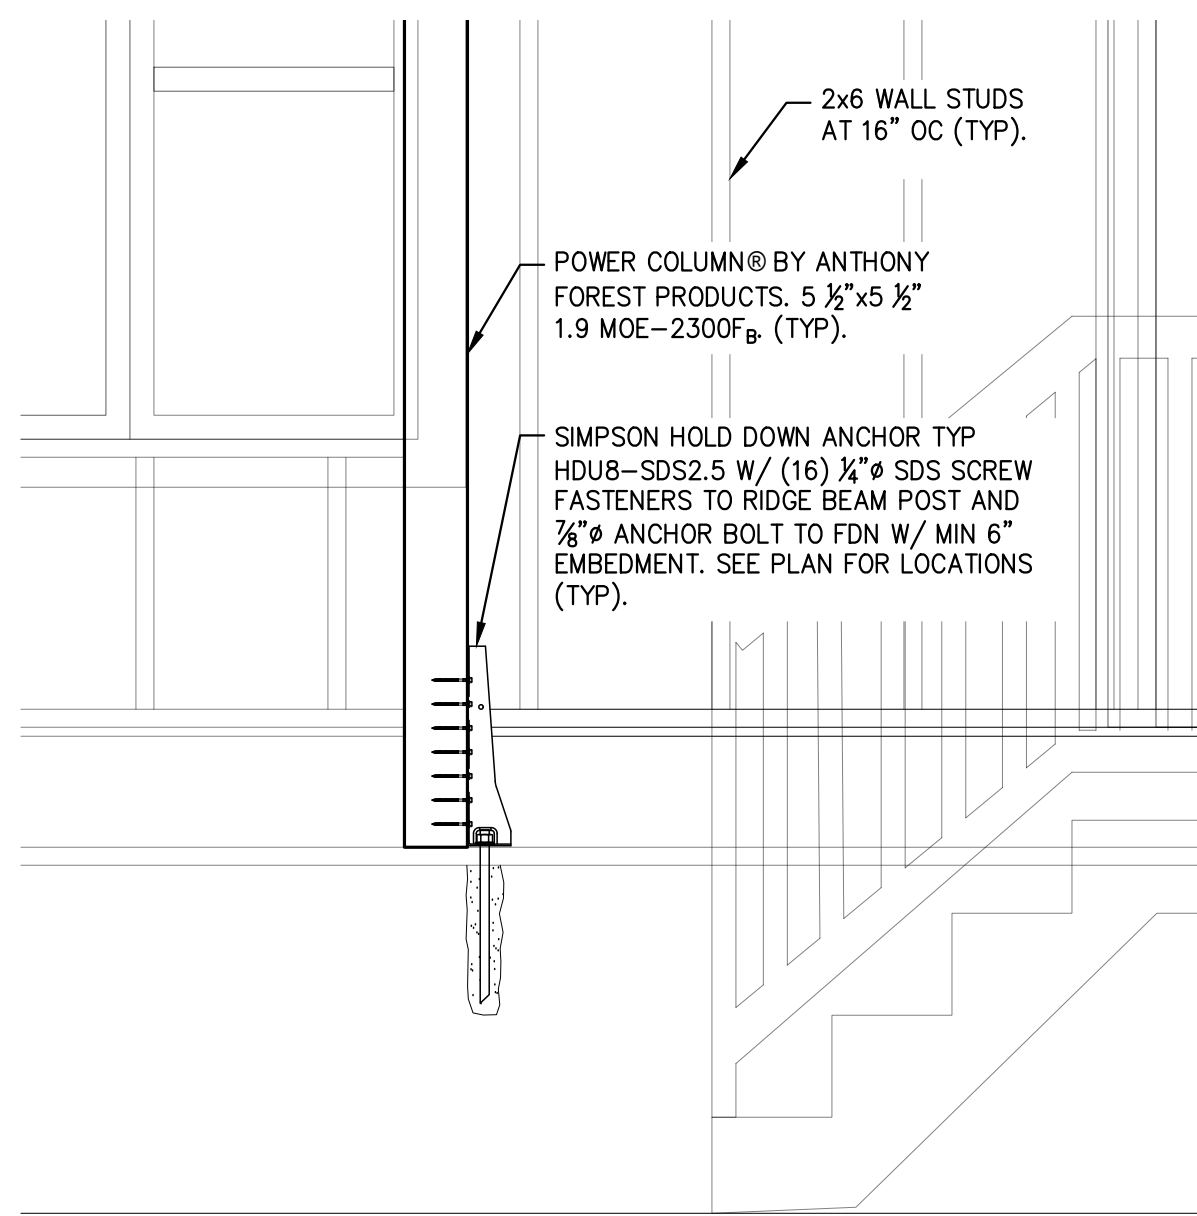 2x6 WALL STUDS
AT 16" OC (TYP).
POWER COLUMN® BY ANTHONY
FOREST PRODUCTS. 5 ½"x5 ½"
1.9 MOE-2300FB. (TYP).
SIMPSON HOLD DOWN ANCHOR TYP
HDU8-SDS2.5 W/ (16) ¼"ø SDS SCREW
FASTENERS TO RIDGE BEAM POST AND
⅞"ø ANCHOR BOLT TO FDN W/ MIN 6"
EMBEDMENT. SEE PLAN FOR LOCATIONS
(TYP).